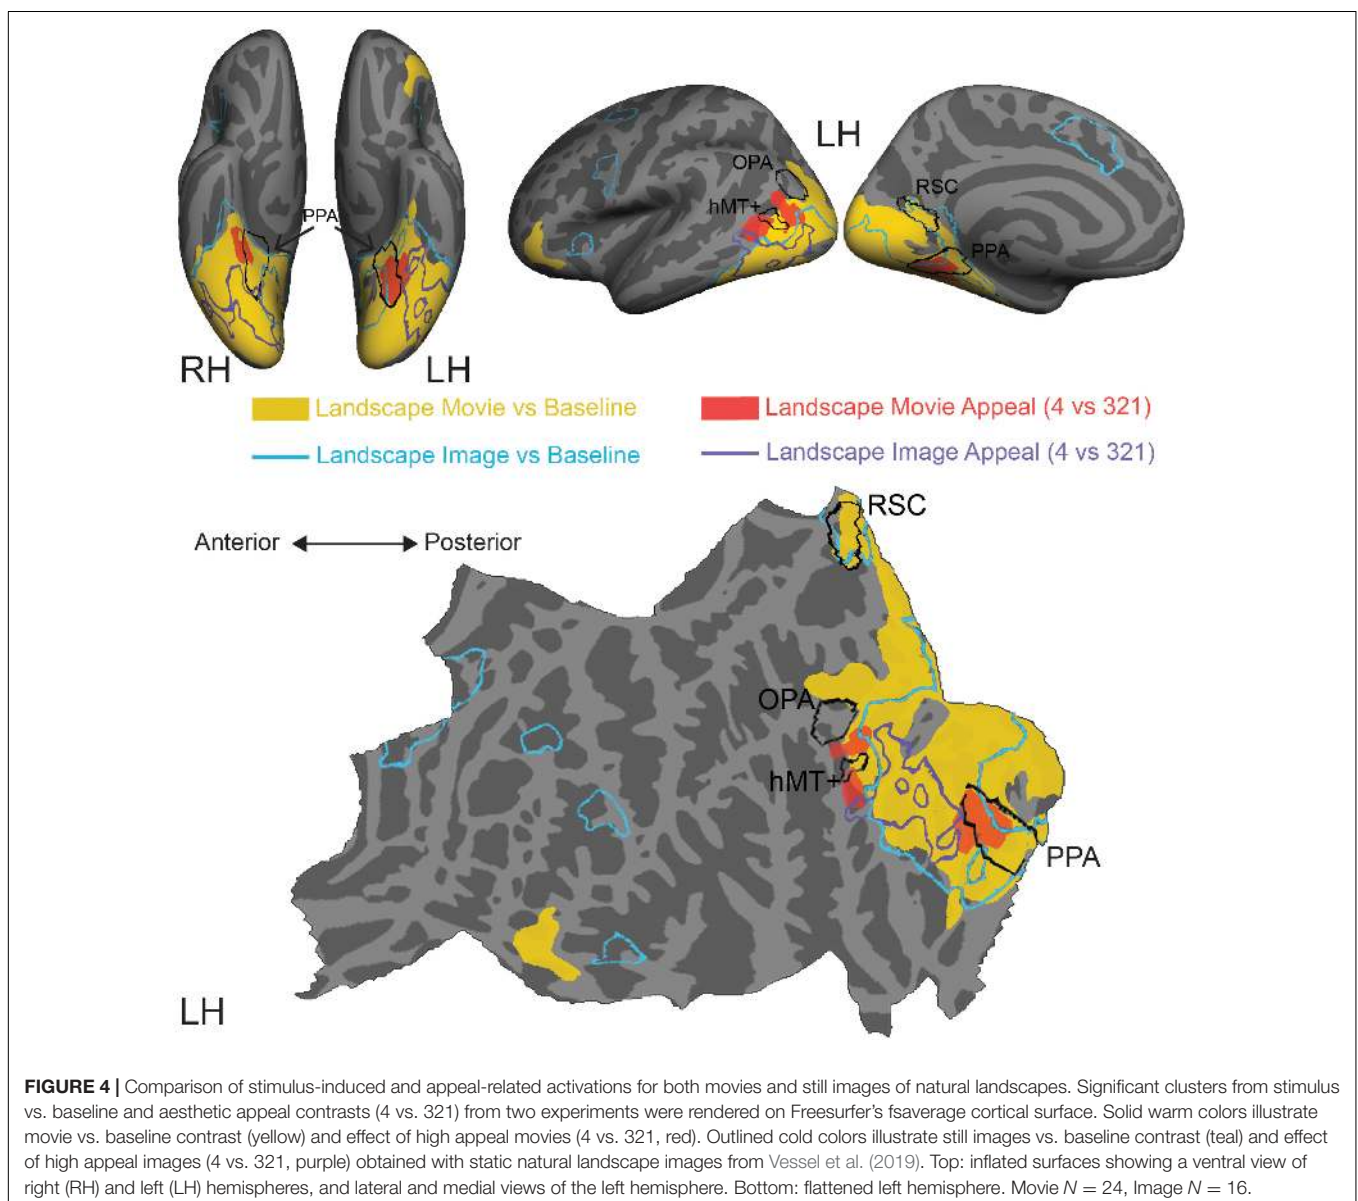 LH
OPA
RSC
hMT+
PPA
PPA
RH
LH
Landscape Movie vs Baseline
Landscape Movie Appeal (4 vs 321)
Landscape Image vs Baseline
Landscape Image Appeal (4 vs 321)
RSC
Anterior
Posterior
OPA
hMT+
PPA
LH
FIGURE 4 | Comparison of stimulus-induced and appeal-related activations for both movies and still images of natural landscapes. Significant clusters from stimulus
vs. baseline and aesthetic appeal contrasts (4 vs. 321) from two experiments were rendered on Freesurfer's fsaverage cortical surface. Solid warm colors illustrate
movie vs. baseline contrast (yellow) and effect of high appeal movies (4 vs. 321, red). Outlined cold colors illustrate still images vs. baseline contrast (teal) and effect
of high appeal images (4 vs. 321, purple) obtained with static natural landscape images from Vessel et al. (2019). Top: inflated surfaces showing a ventral view of
right (RH) and left (LH) hemispheres, and lateral and medial views of the left hemisphere. Bottom: flattened left hemisphere. Movie N = 24, Image N = 16.